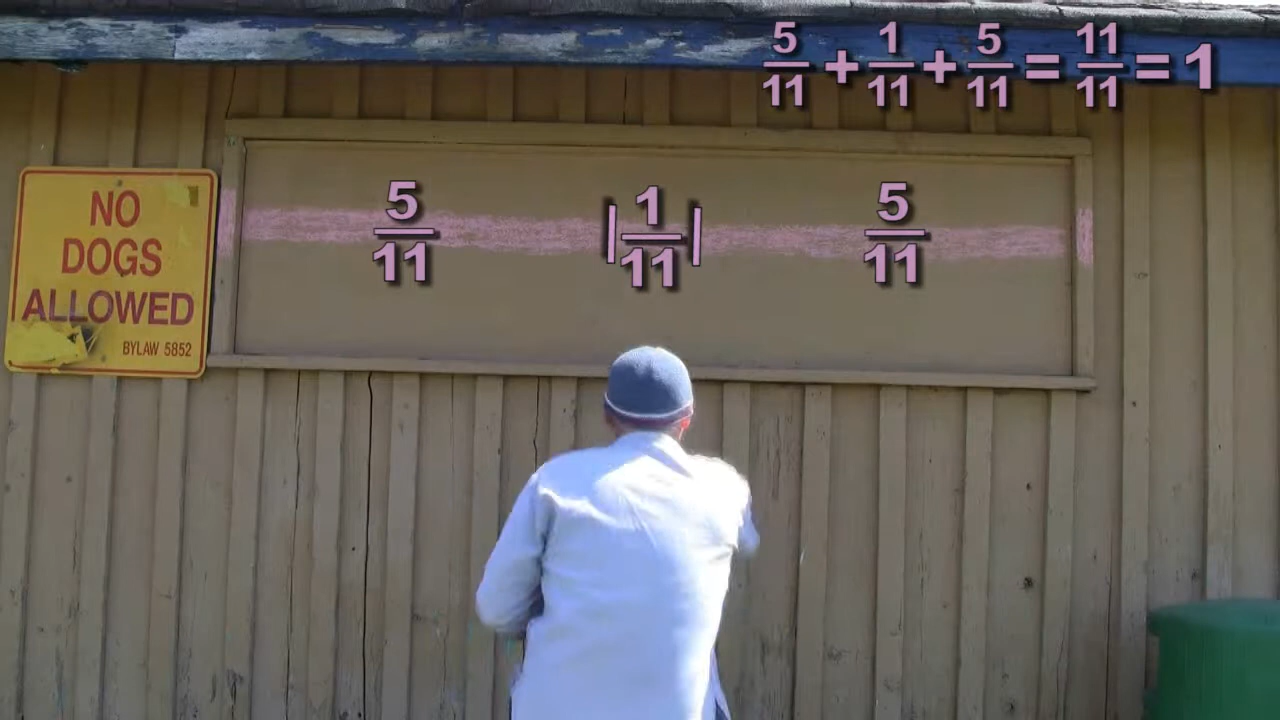 5/11 + 1/11 + 5/11 = 11/11 = 1
5/11 |1/11| 5/11
NO
DOGS
ALLOWED
BYLAW 5852